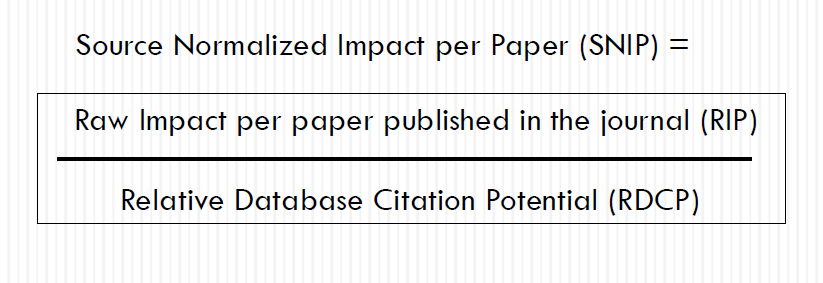 Source Normalized Impact per Paper (SNIP) =
Raw Impact per paper published in the journal (RIP)
Relative Database Citation Potential (RDCP)